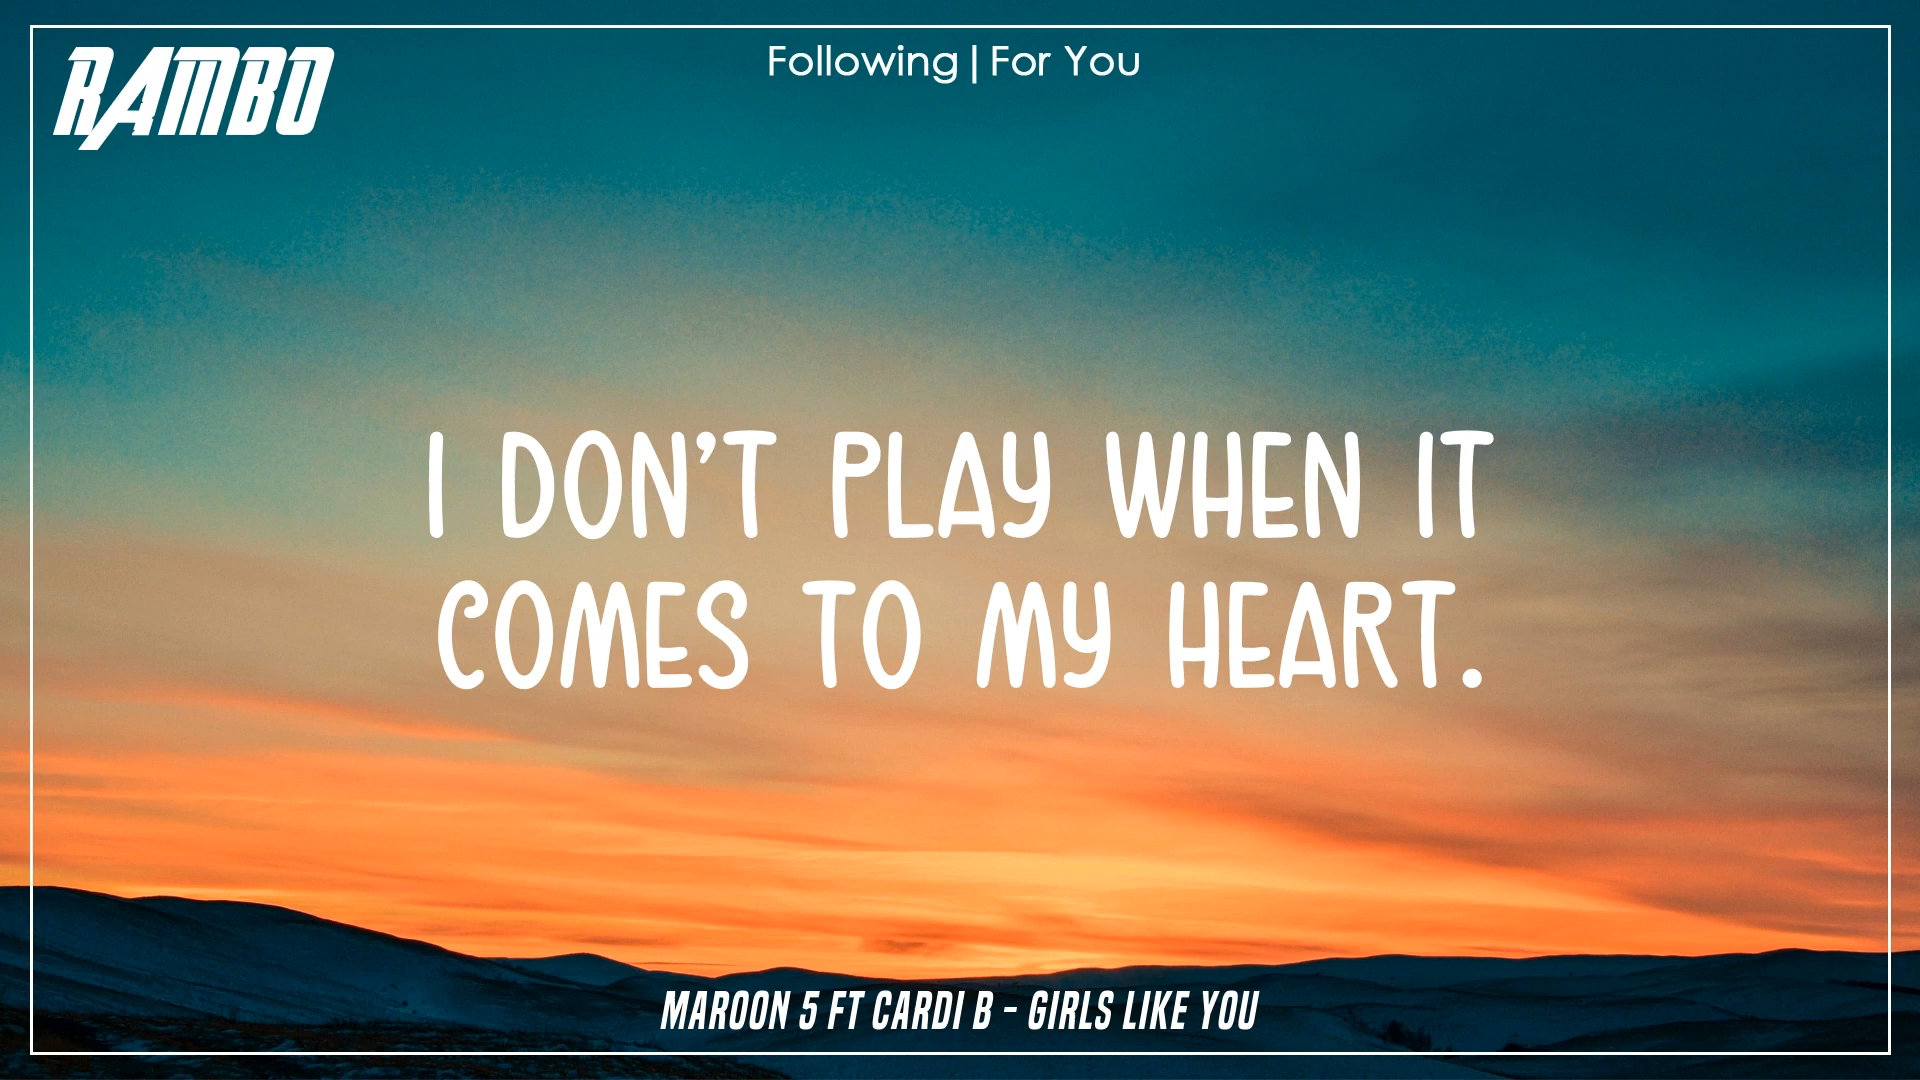 RAMBO
Following | For You
I DON'T PLAY WHEN IT
COMES TO MY HEART.
MAROON 5 FT CARDI B - GIRLS LIKE YOU